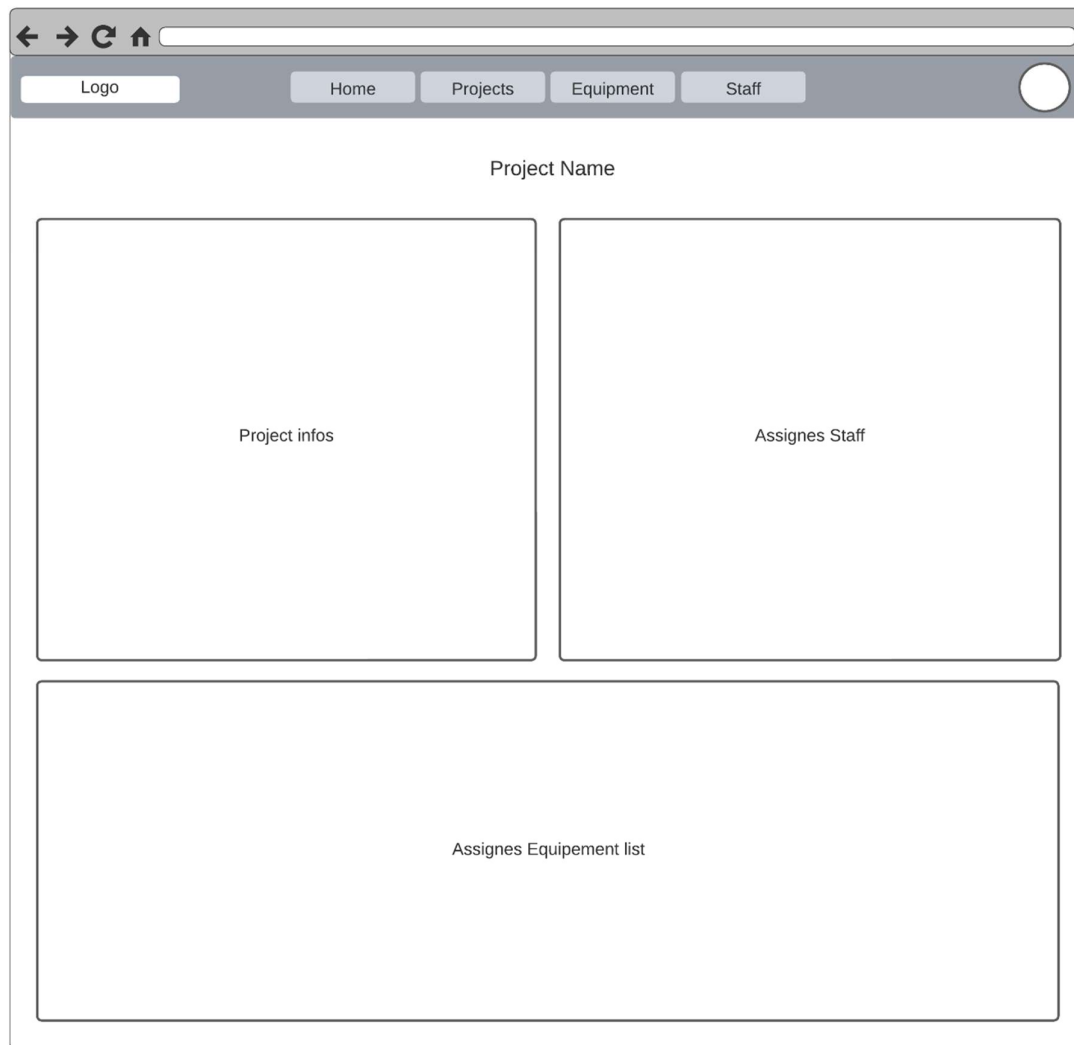 Logo
Home
Projects
Equipment
Staff
Project Name
Project infos
Assignes Staff
Assignes Equipement list